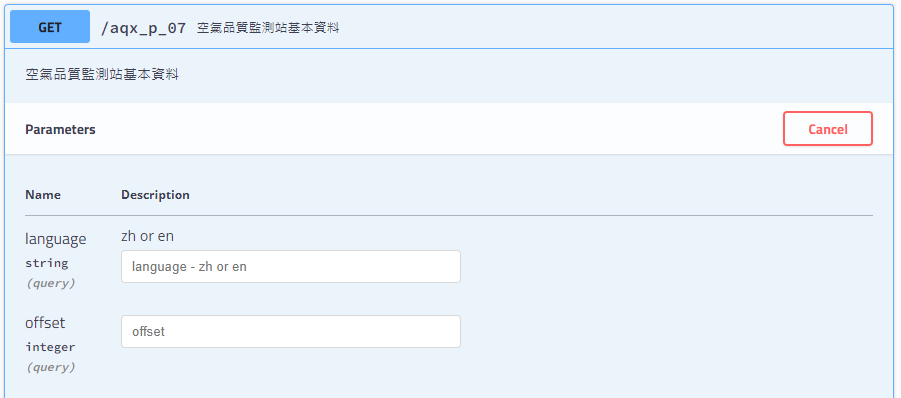 GET /aqx_p_07 空氣品質監測站基本資料
空氣品質監測站基本資料
Parameters Cancel
Name Description
language zh or en
string language - zh or en
(query)
offset offset
integer
(query)